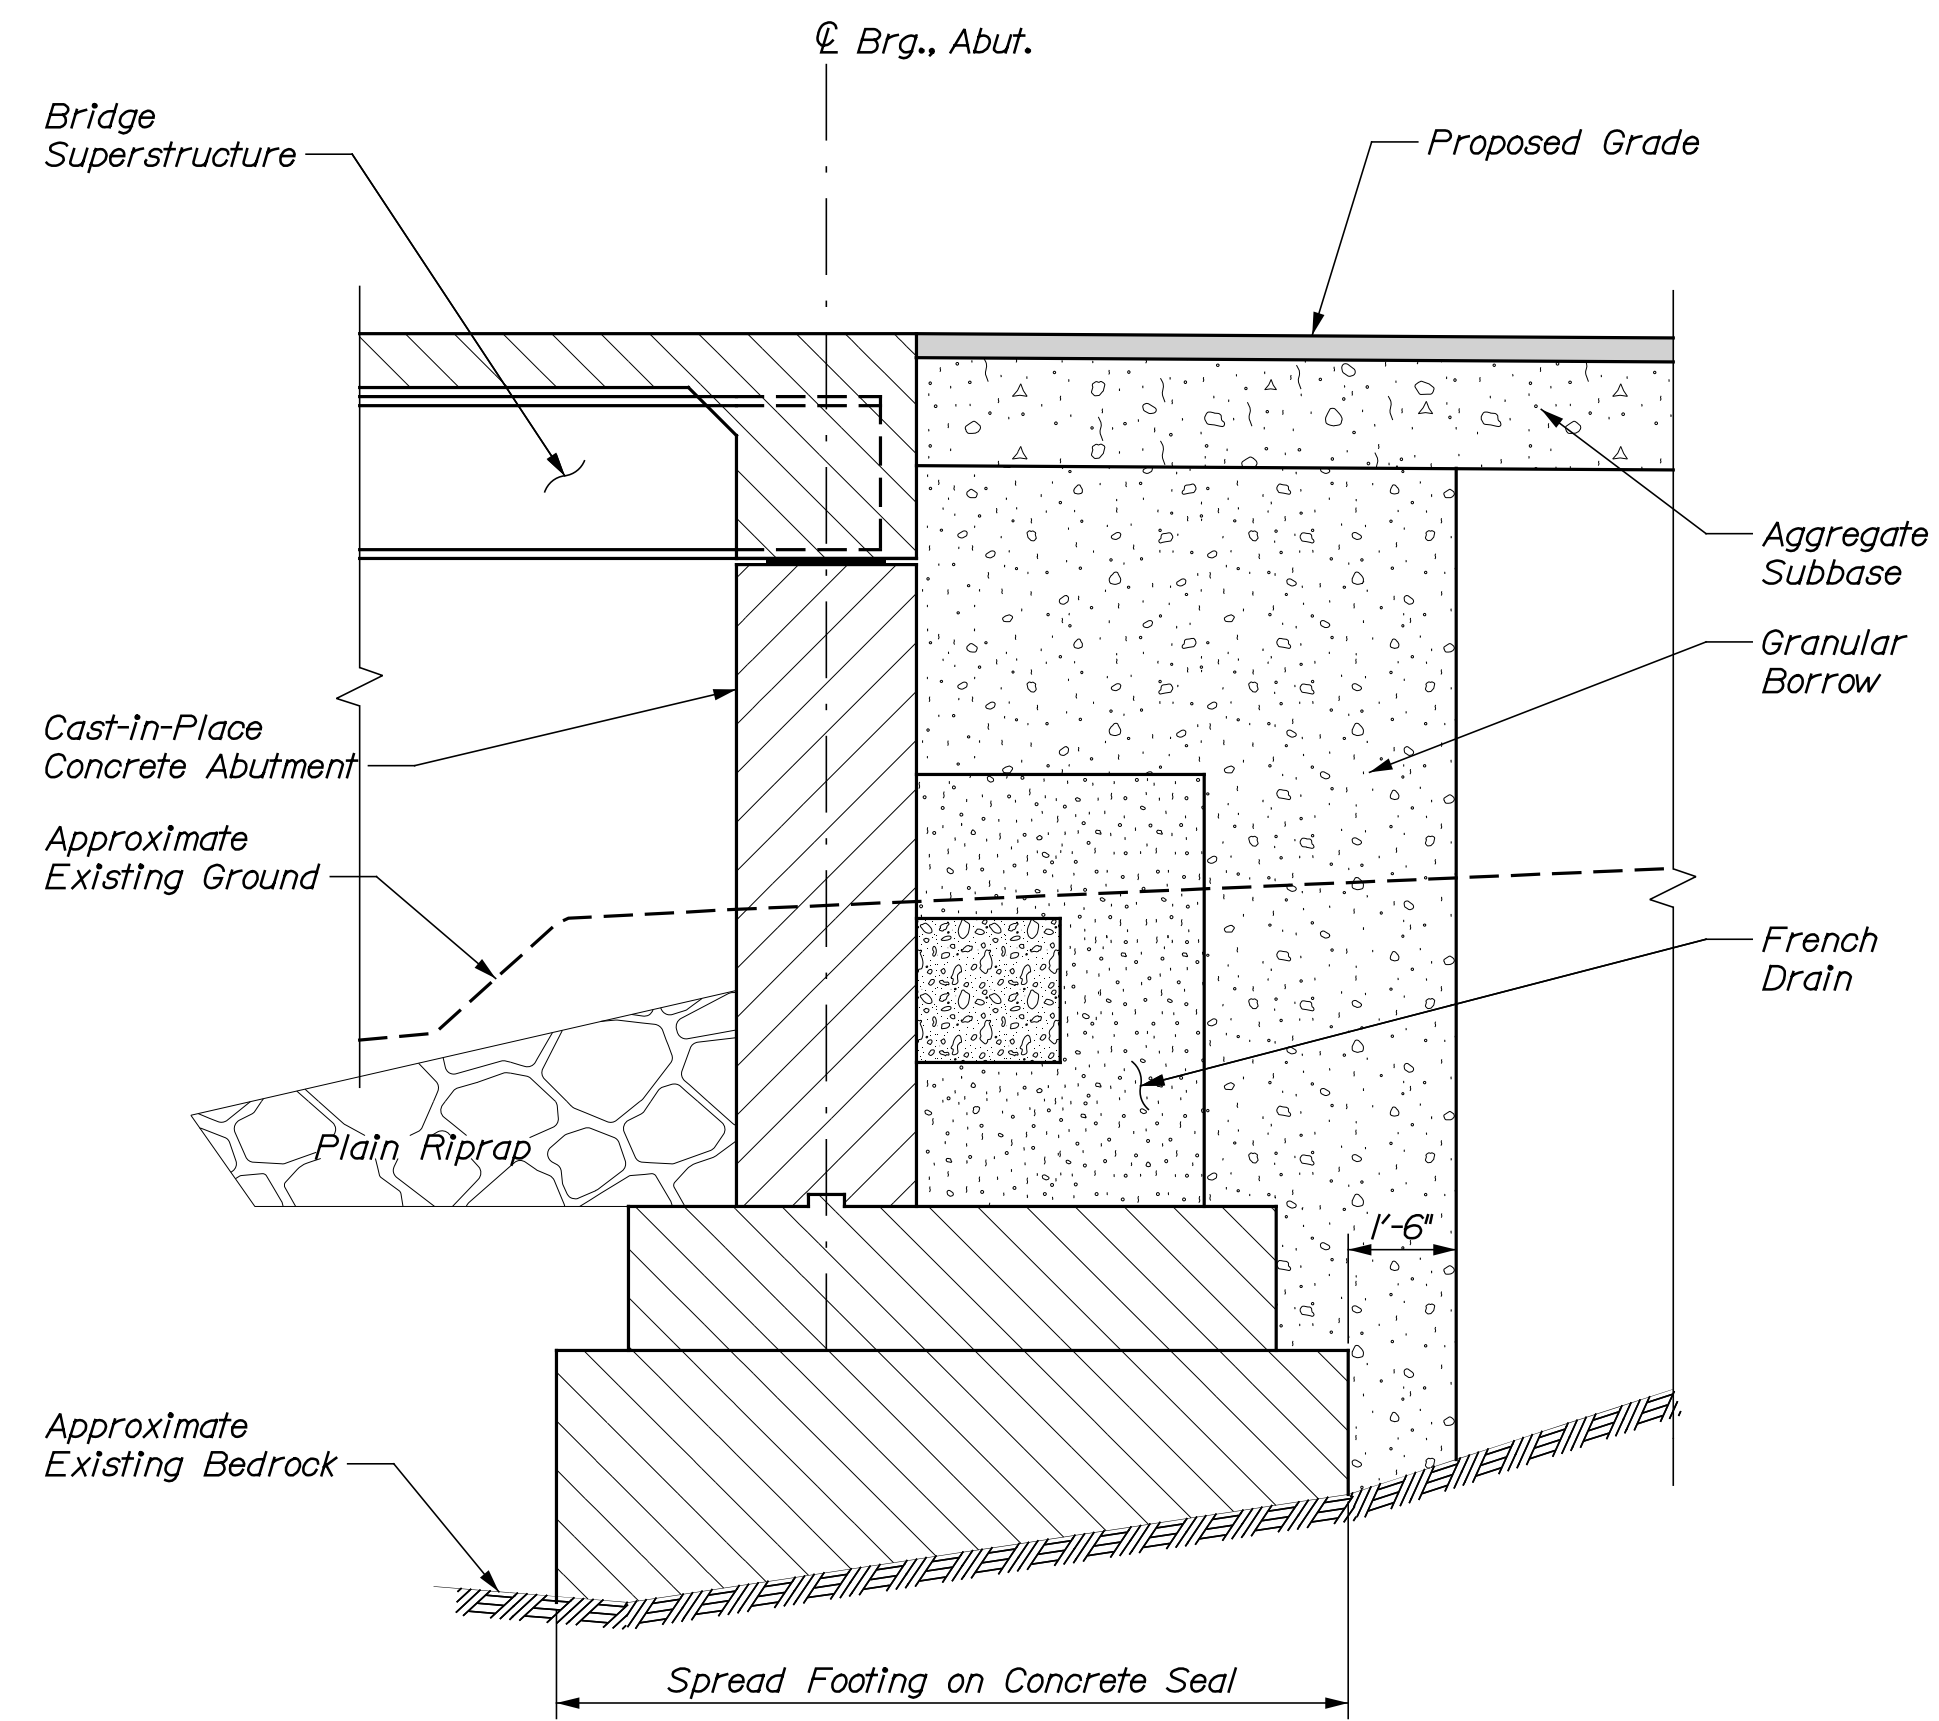 ℄ Brg., Abut.
Bridge
Superstructure
Proposed Grade
Aggregate
Subbase
Granular
Borrow
Cast-in-Place
Concrete Abutment
Approximate
Existing Ground
French
Drain
Plain Riprap
1'-6"
Approximate
Existing Bedrock
Spread Footing on Concrete Seal